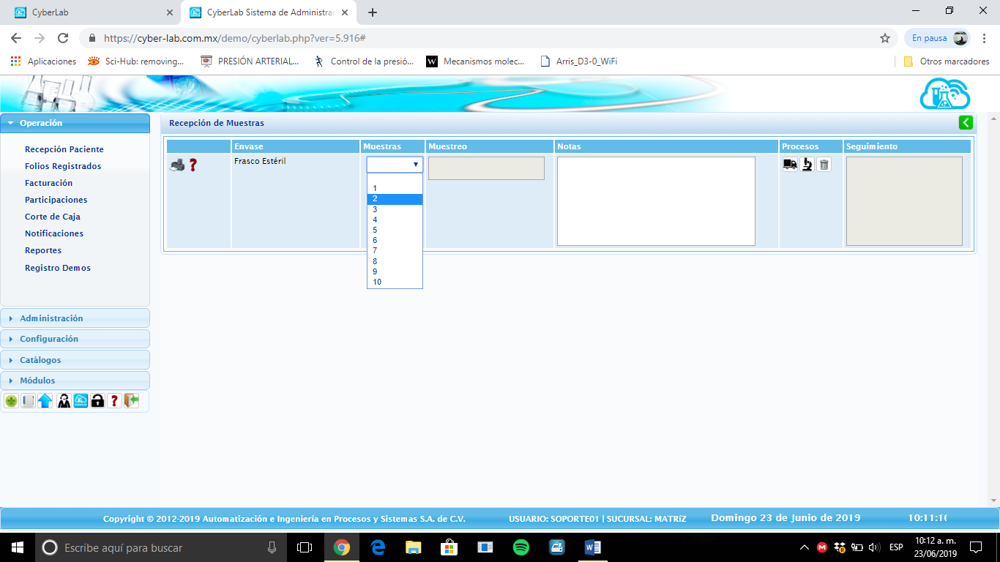 CyberLab
CyberLab Sistema de Administrac
https://cyber-lab.com.mx/demo/cyberlab.php?ver=5.916#
En pausa
Aplicaciones
Sci-Hub: removing...
PRESIÓN ARTERIAL...
Control de la presió...
Mecanismos molec...
Arris_D3-0_WiFi
Otros marcadores
Operación
Recepción Paciente
Folios Registrados
Facturación
Participaciones
Corte de Caja
Notificaciones
Reportes
Registro Demos
Administración
Configuración
Catálogos
Módulos
Recepción de Muestras
Envase Muestras Muestreo Notas Procesos Seguimiento
Frasco Estéril
1
2
3
4
5
6
7
8
9
10
Copyright © 2012-2019 Automatización e Ingeniería en Procesos y Sistemas S.A. de C.V. USUARIO: SOPORTE01 | SUCURSAL: MATRíZ Domingo 23 de Junio de 2019 10:11:16
Escribe aquí para buscar
ESP
10:12 a. m.
23/06/2019